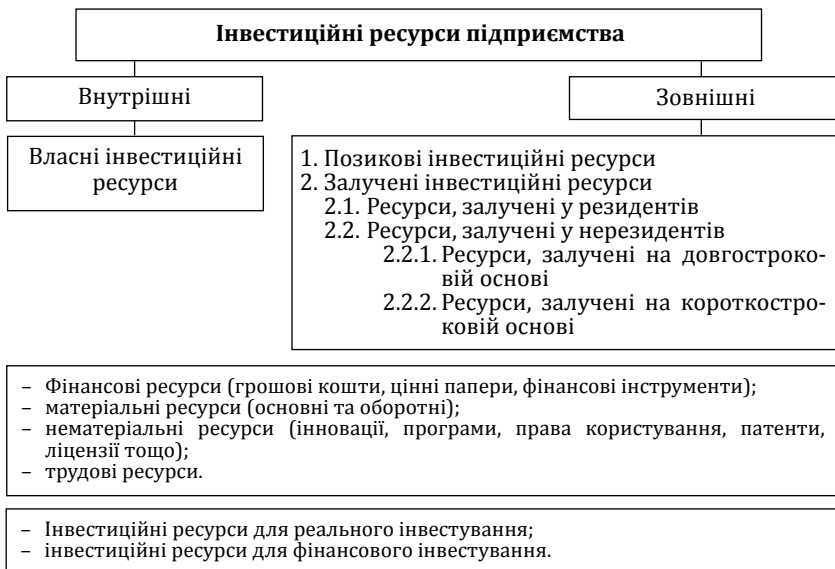 Інвестиційні ресурси підприємства
Внутрішні
Зовнішні
Власні інвестиційні
ресурси
1. Позикові інвестиційні ресурси
2. Залучені інвестиційні ресурси
2.1. Ресурси, залучені у резидентів
2.2. Ресурси, залучені у нерезидентів
2.2.1. Ресурси, залучені на довгостроко-
вій основі
2.2.2. Ресурси, залучені на короткостро-
ковій основі
– Фінансові ресурси (грошові кошти, цінні папери, фінансові інструменти);
– матеріальні ресурси (основні та оборотні);
– нематеріальні ресурси (інновації, програми, права користування, патенти,
ліцензії тощо);
– трудові ресурси.
– Інвестиційні ресурси для реального інвестування;
– інвестиційні ресурси для фінансового інвестування.